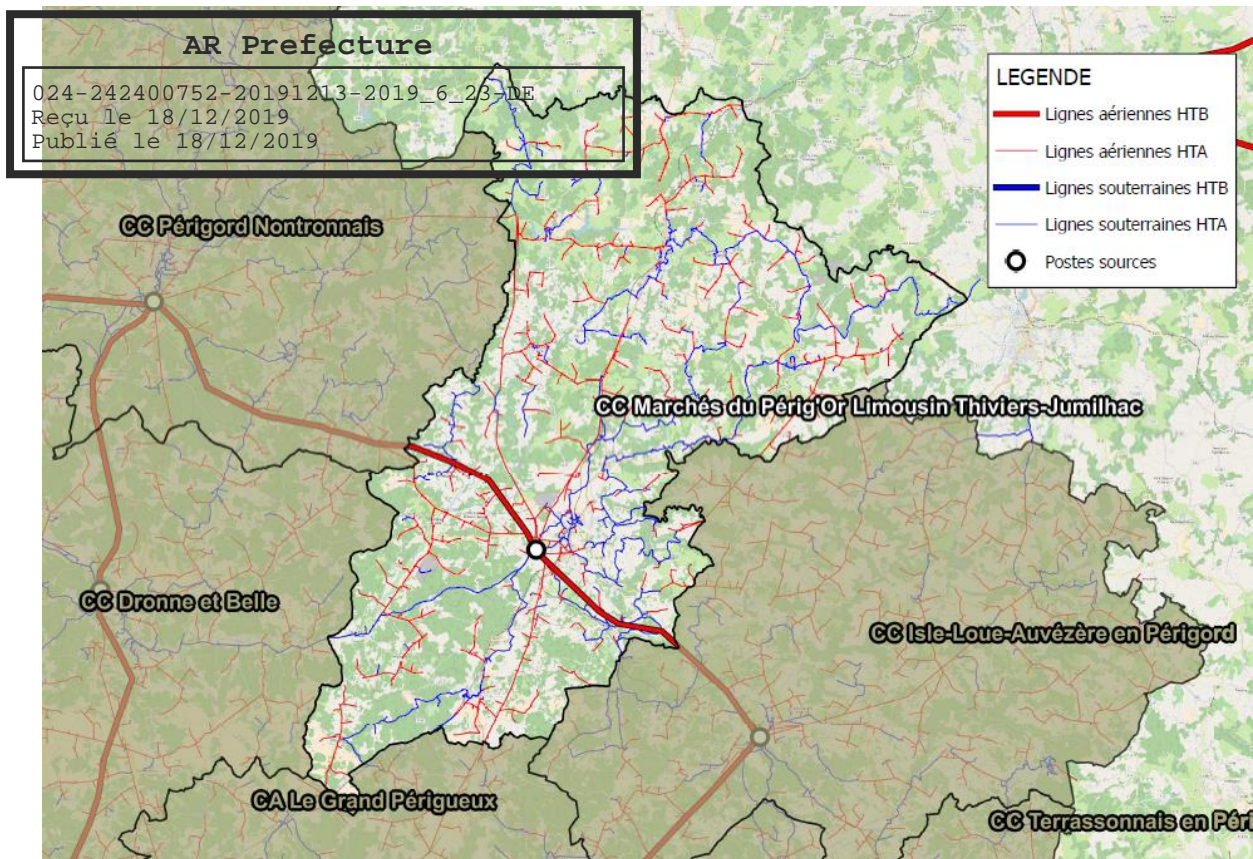 AR Prefecture
024-242400752-20191213-2019_6_23-DE
Reçu le 18/12/2019
Publié le 18/12/2019
LEGENDE
Lignes aériennes HTB
Lignes aériennes HTA
Lignes souterraines HTB
Lignes souterraines HTA
Postes sources
CC Périgord Nontronnais
CC Marchés du Périg'Or Limousin Thiviers-Jumilhac
CC Dronne et Belle
CC Isle-Loue-Auvézère en Périgord
CA Le Grand Périgueux
CC Terrassonnais en Péri